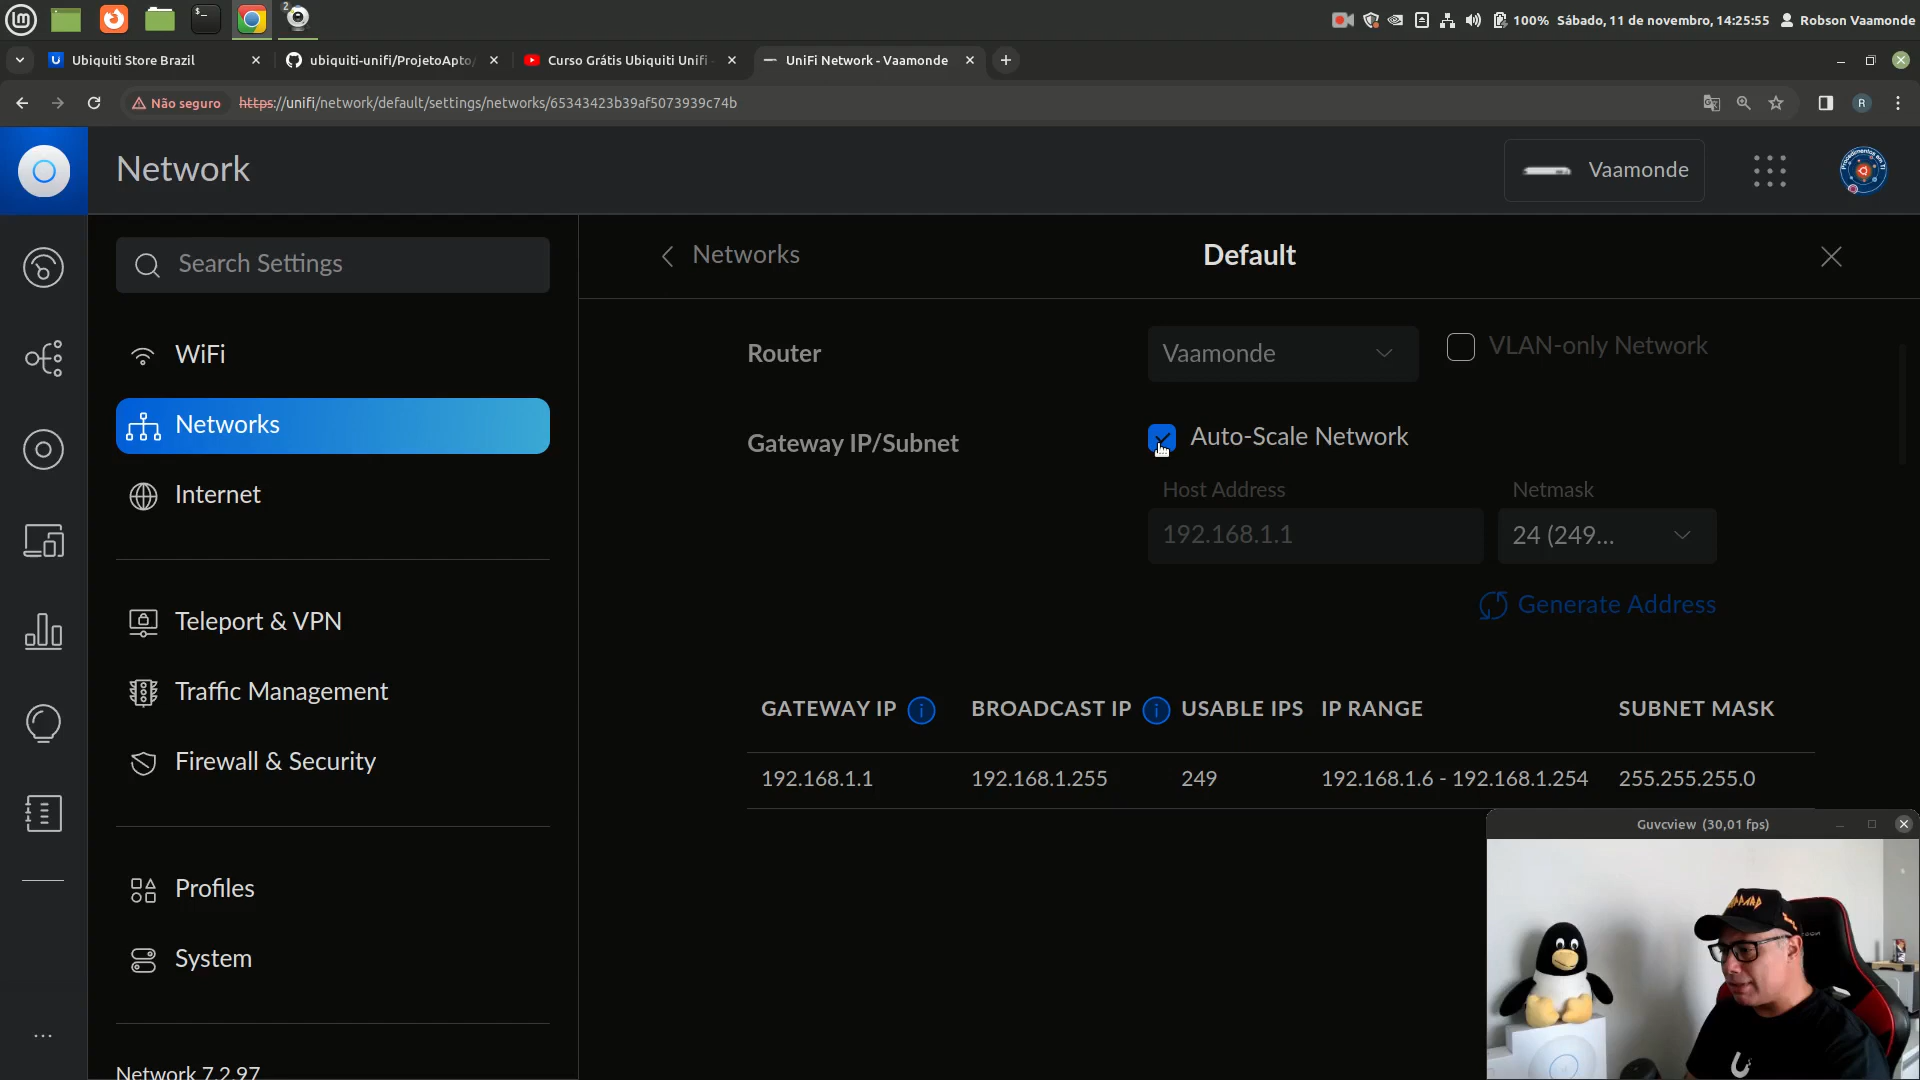 100% Sábado, 11 de novembro, 14:25:55 Robson Vaamonde
Ubiquiti Store Brazil
ubiquiti-unifi/ProjetoApto/
Curso Grátis Ubiquiti Unifi
UniFi Network - Vaamonde
Não seguro
https://unifi/network/default/settings/networks/65343423b39af5073939c74b
R
Network
Vaamonde
Search Settings
Networks
Default
WiFi
Router
Vaamonde
VLAN-only Network
Networks
Gateway IP/Subnet
Auto-Scale Network
Internet
Host Address
Netmask
192.168.1.1
24 (249...
Generate Address
Teleport & VPN
Traffic Management
GATEWAY IP
BROADCAST IP
USABLE IPS
IP RANGE
SUBNET MASK
Firewall & Security
192.168.1.1
192.168.1.255
249
192.168.1.6 - 192.168.1.254
255.255.255.0
Guvcview (30,01 fps)
Profiles
System
Network 7.2.97